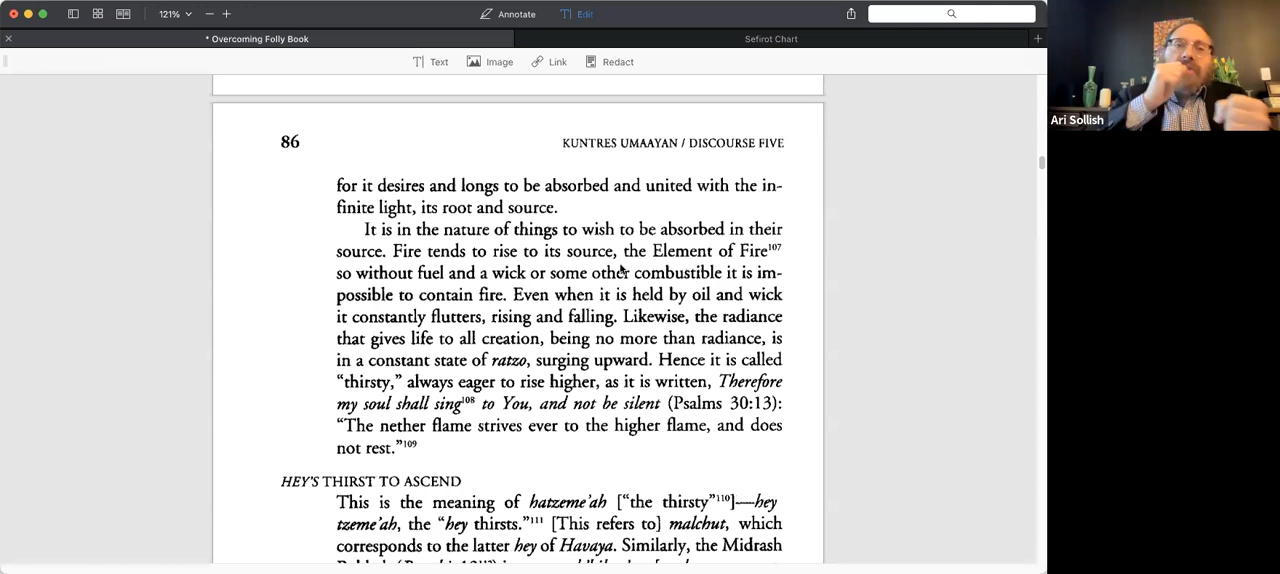 121%
Annotate
Edit
* Overcoming Folly Book
Sefirot Chart
Text
Image
Link
Redact
Ari Sollish
86
KUNTRES UMAAYAN / DISCOURSE FIVE
for it desires and longs to be absorbed and united with the in-
finite light, its root and source.
It is in the nature of things to wish to be absorbed in their
source. Fire tends to rise to its source, the Element of Fire107
so without fuel and a wick or some other combustible it is im-
possible to contain fire. Even when it is held by oil and wick
it constantly flutters, rising and falling. Likewise, the radiance
that gives life to all creation, being no more than radiance, is
in a constant state of ratzo, surging upward. Hence it is called
"thirsty," always eager to rise higher, as it is written, Therefore
my soul shall sing108 to You, and not be silent (Psalms 30:13):
"The nether flame strives ever to the higher flame, and does
not rest."109
HEY'S THIRST TO ASCEND
This is the meaning of hatzeme'ah ["the thirsty"110]—hey
tzeme'ah, the "hey thirsts."111 [This refers to] malchut, which
corresponds to the latter hey of Havaya. Similarly, the Midrash